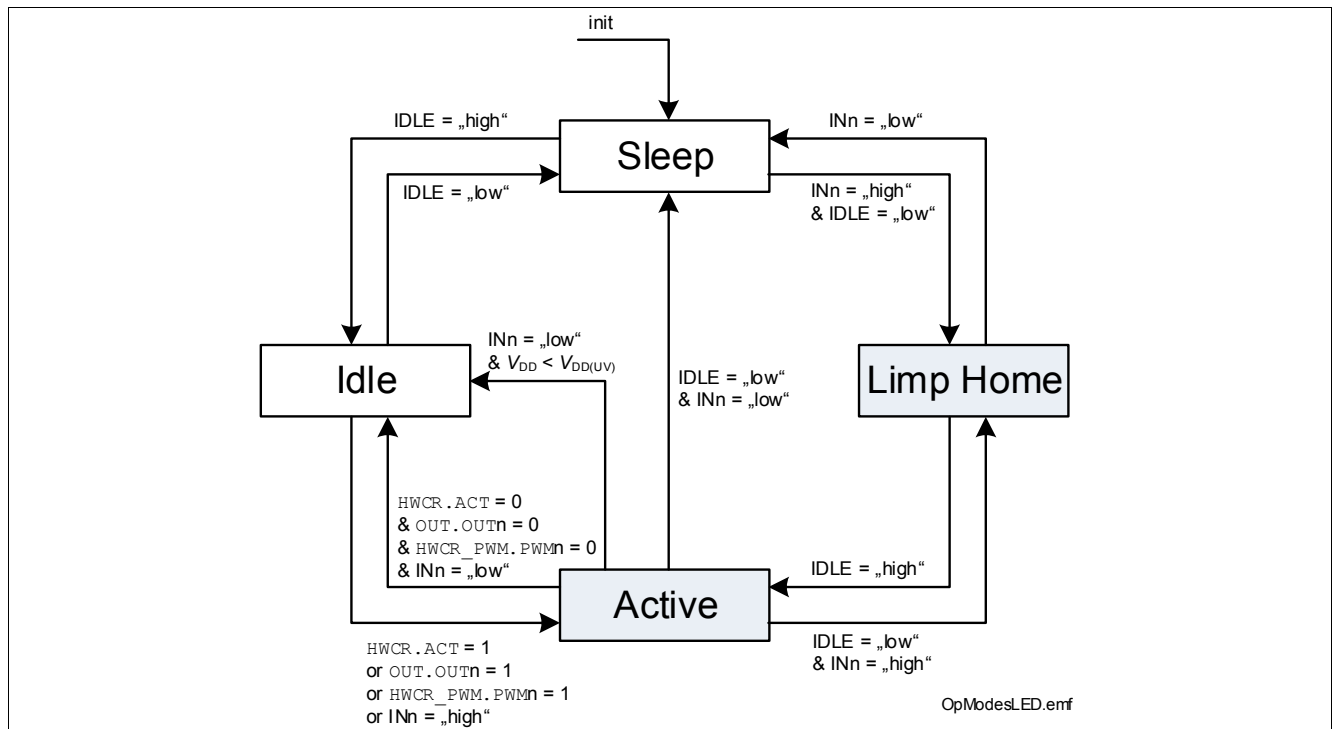 init
IDLE = „high“
INn = „low“
Sleep
IDLE = „low“
INn = „high“
& IDLE = „low“
INn = „low“
& VDD < VDD(UV)
Idle
IDLE = „low“
& INn = „low“
Limp Home
HWCR.ACT = 0
& OUT.OUTn = 0
& HWCR_PWM.PWMn = 0
& INn = „low“
Active
IDLE = „high“
HWCR.ACT = 1
or OUT.OUTn = 1
or HWCR_PWM.PWMn = 1
or INn = „high“
IDLE = „low“
& INn = „high“
OpModesLED.emf